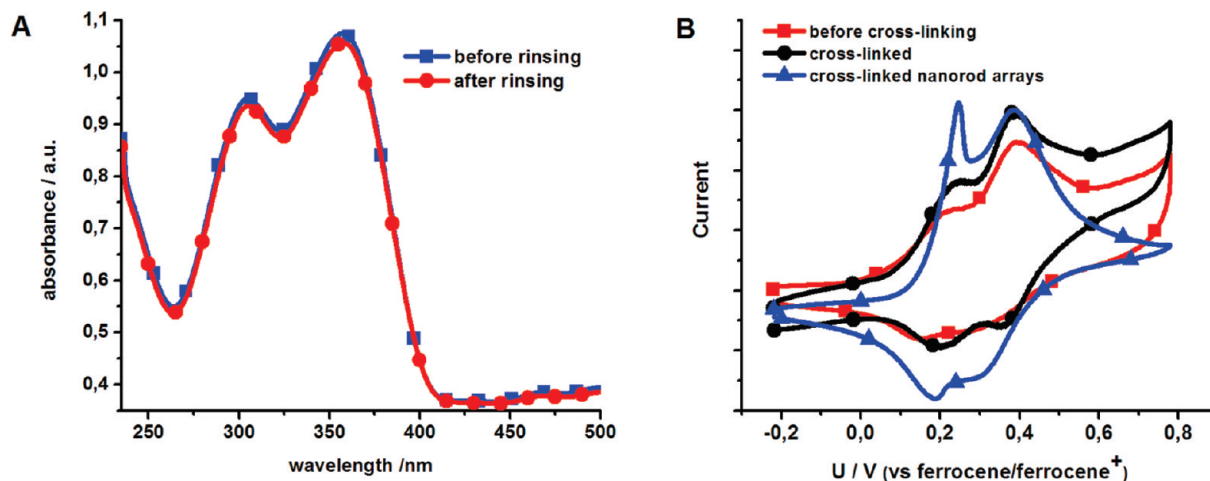 A
1,1
1,0
0,9
0,8
0,7
0,6
0,5
0,4
absorbance / a.u.
before rinsing
after rinsing
250 300 350 400 450 500
wavelength /nm
B
before cross-linking
cross-linked
cross-linked nanorod arrays
Current
-0,2 0,0 0,2 0,4 0,6 0,8
U / V (vs ferrocene/ferrocene⁺)